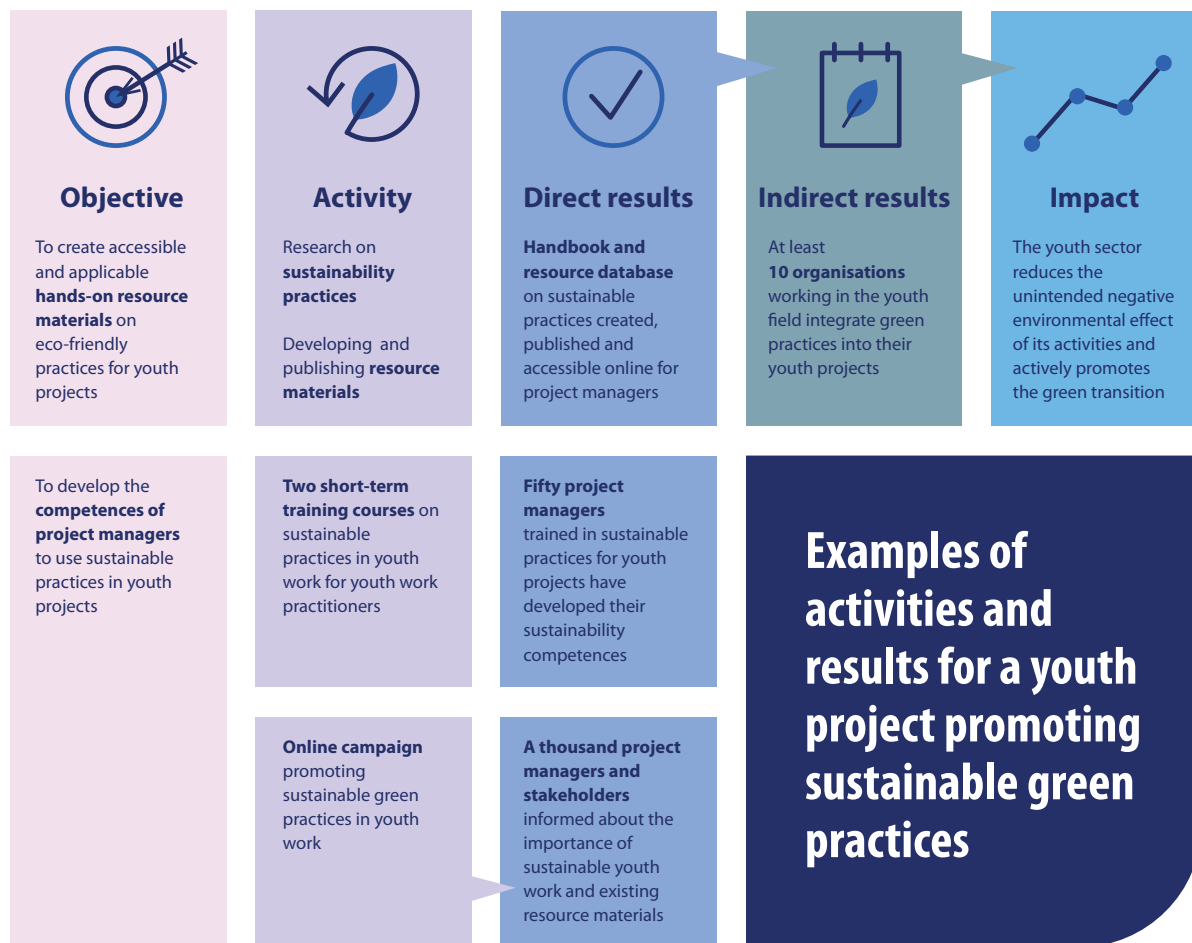 Objective
To create accessible
and applicable
hands-on resource
materials on
eco-friendly
practices for youth
projects
Activity
Research on
sustainability
practices
Developing and
publishing resource
materials
Direct results
Handbook and
resource database
on sustainable
practices created,
published and
accessible online for
project managers
Indirect results
At least
10 organisations
working in the youth
field integrate green
practices into their
youth projects
Impact
The youth sector
reduces the
unintended negative
environmental effect
of its activities and
actively promotes
the green transition
To develop the
competences of
project managers
to use sustainable
practices in youth
projects
Two short-term
training courses on
sustainable
practices in youth
work for youth work
practitioners
Fifty project
managers
trained in sustainable
practices for youth
projects have
developed their
sustainability
competences
Online campaign
promoting
sustainable green
practices in youth
work
A thousand project
managers and
stakeholders
informed about the
importance of
sustainable youth
work and existing
resource materials
Examples of
activities and
results for a youth
project promoting
sustainable green
practices